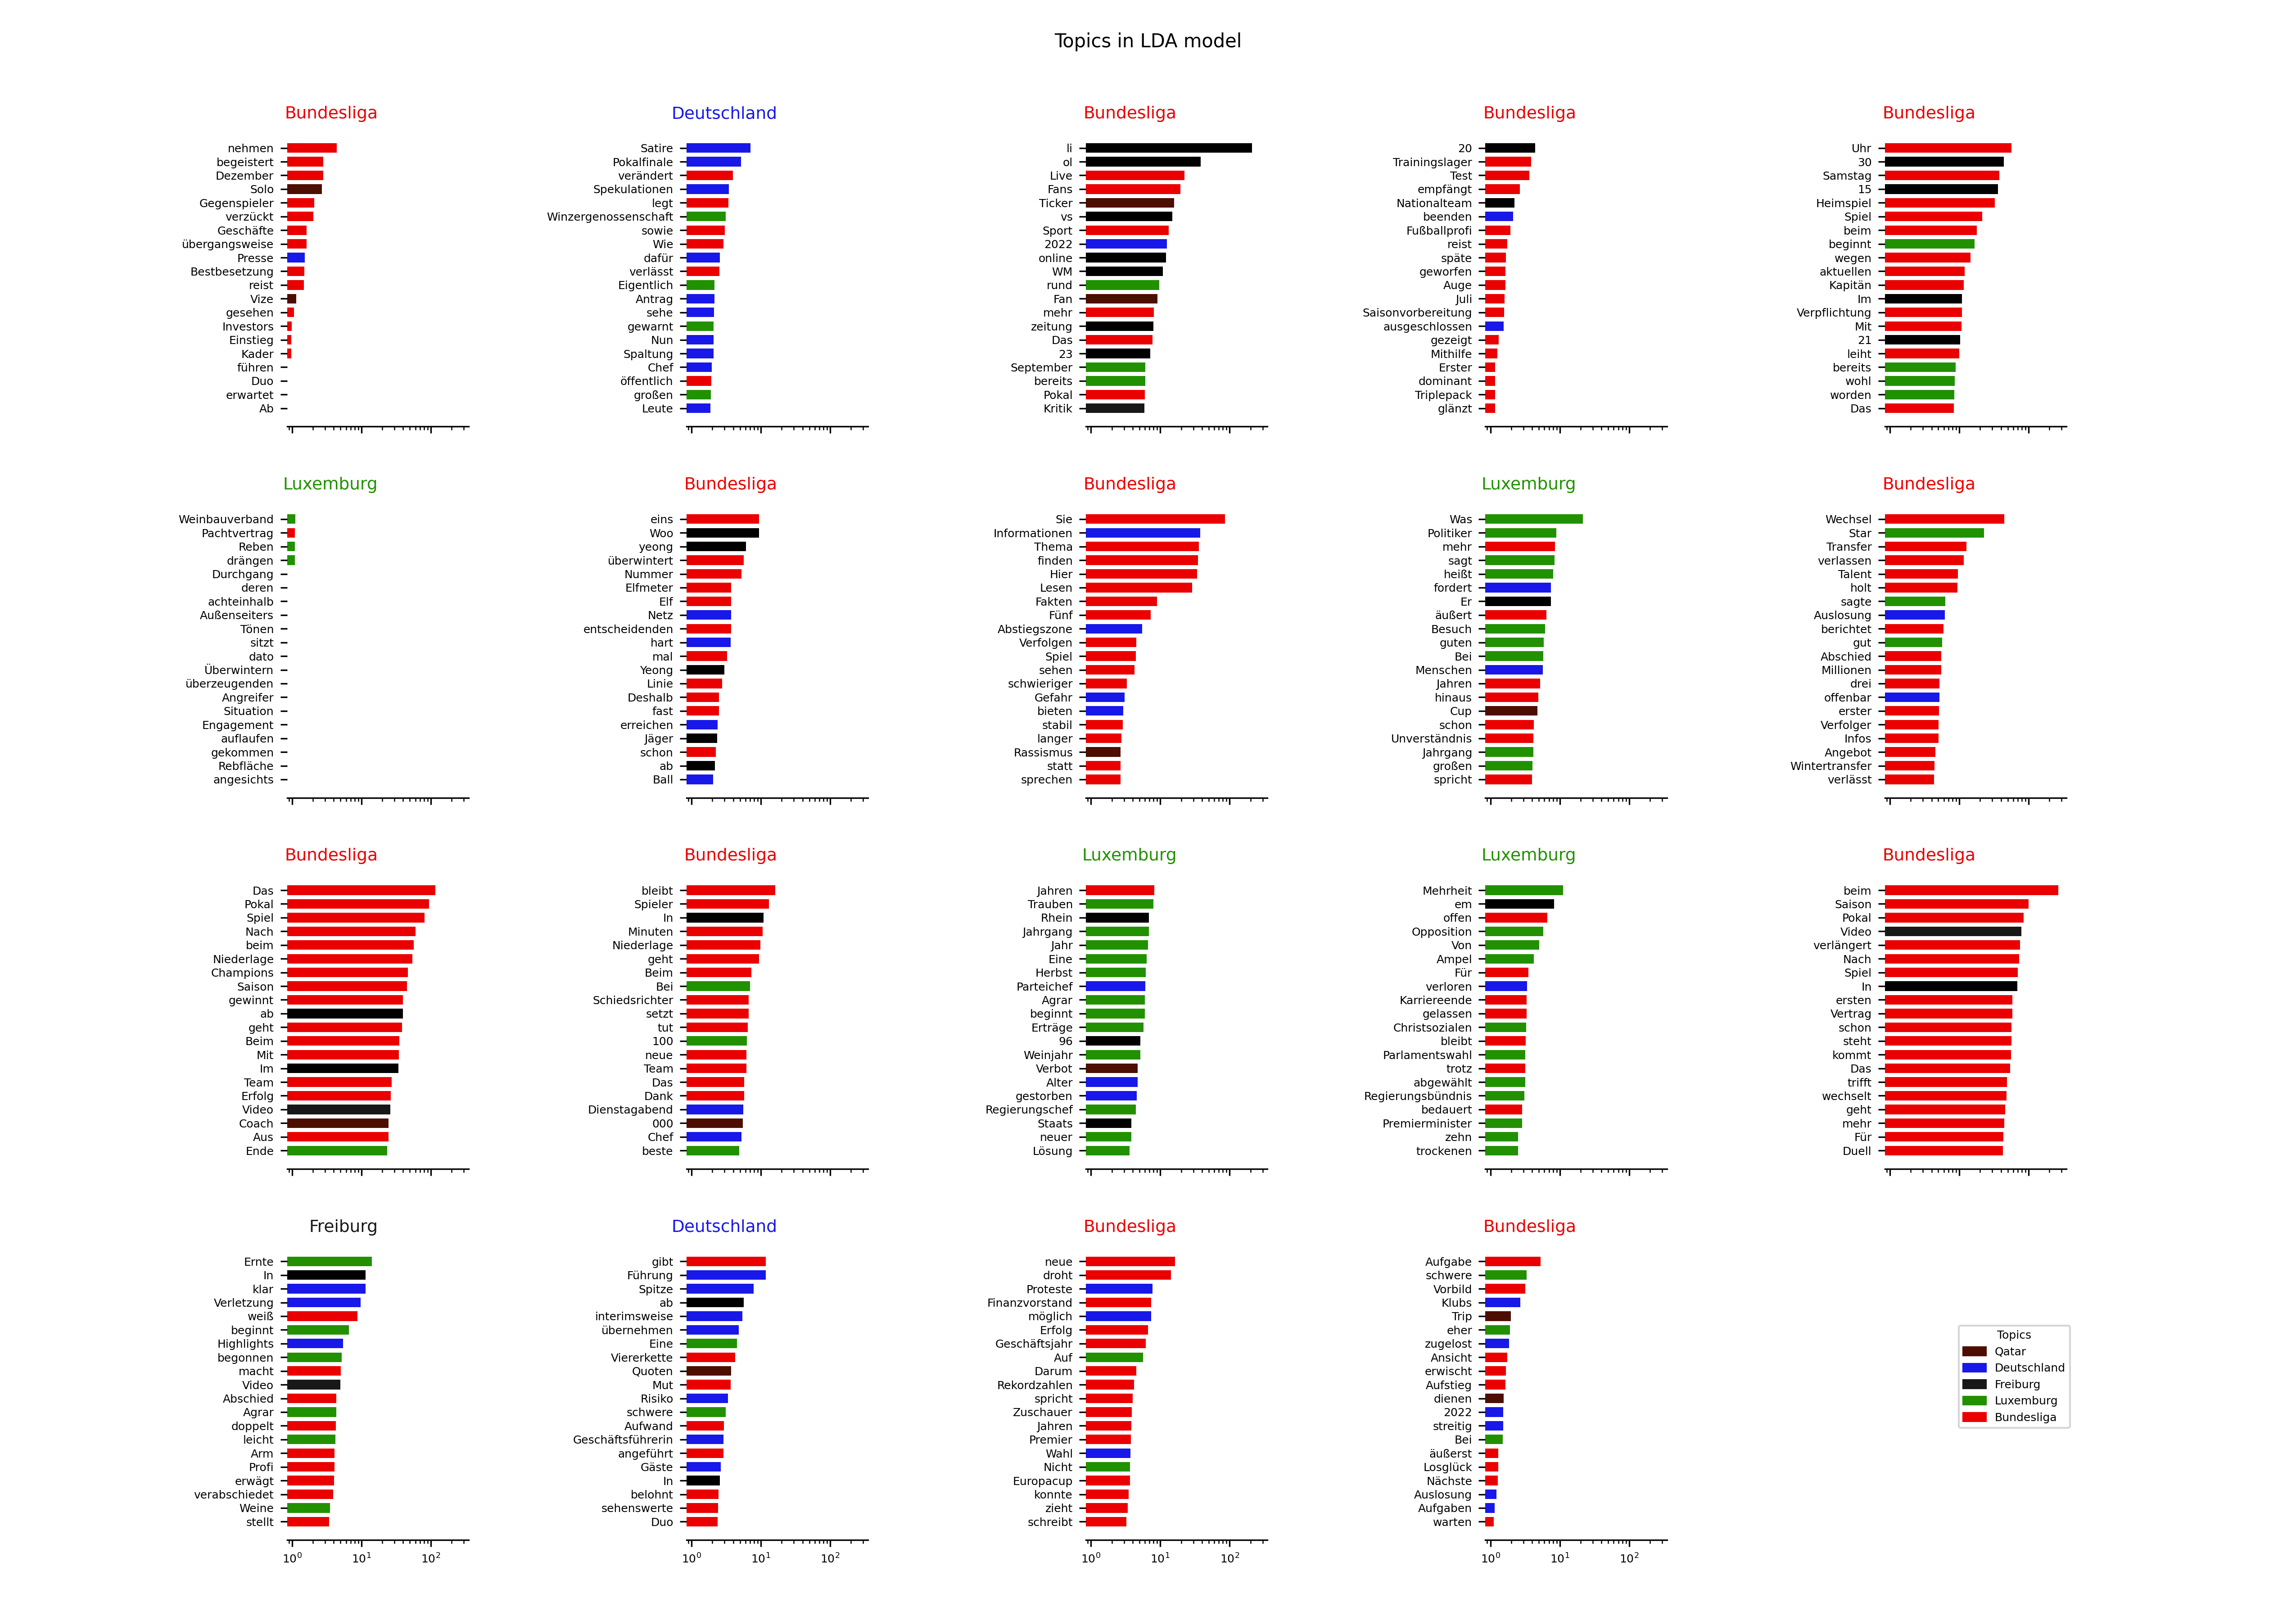 Topics in LDA model
Bundesliga
nehmen
begeistert
Dezember
Solo
Gegenspieler
verzückt
Geschäfte
übergangsweise
Presse
Bestbesetzung
reist
Vize
gesehen
Investors
Einstieg
Kader
führen
Duo
erwartet
Ab
Deutschland
Satire
Pokalfinale
verändert
Spekulationen
legt
Winzergenossenschaft
sowie
Wie
dafür
verlässt
Eigentlich
Antrag
sehe
gewarnt
Nun
Spaltung
Chef
öffentlich
großen
Leute
Bundesliga
li
ol
Live
Fans
Ticker
vs
Sport
2022
online
WM
rund
Fan
mehr
zeitung
Das
23
September
bereits
Pokal
Kritik
Bundesliga
20
Trainingslager
Test
empfängt
Nationalteam
beenden
Fußballprofi
reist
späte
geworfen
Auge
Juli
Saisonvorbereitung
ausgeschlossen
gezeigt
Mithilfe
Erster
dominant
Triplepack
glänzt
Bundesliga
Uhr
30
Samstag
15
Heimspiel
Spiel
beim
beginnt
wegen
aktuellen
Kapitän
Im
Verpflichtung
Mit
21
leiht
bereits
wohl
worden
Das
Luxemburg
Weinbauverband
Pachtvertrag
Reben
drängen
Durchgang
deren
achteinhalb
Außenseiters
Tönen
sitzt
dato
Überwintern
überzeugenden
Angreifer
Situation
Engagement
auflaufen
gekommen
Rebfläche
angesichts
Bundesliga
eins
Woo
yeong
überwintert
Nummer
Elfmeter
Elf
Netz
entscheidenden
hart
mal
Yeong
Linie
Deshalb
fast
erreichen
Jäger
schon
ab
Ball
Bundesliga
Sie
Informationen
Thema
finden
Hier
Lesen
Fakten
Fünf
Abstiegszone
Verfolgen
Spiel
sehen
schwieriger
Gefahr
bieten
stabil
langer
Rassismus
statt
sprechen
Luxemburg
Was
Politiker
mehr
sagt
heißt
fordert
Er
äußert
Besuch
guten
Bei
Menschen
Jahren
hinaus
Cup
schon
Unverständnis
Jahrgang
großen
spricht
Bundesliga
Wechsel
Star
Transfer
verlassen
Talent
holt
sagte
Auslosung
berichtet
gut
Abschied
Millionen
drei
offenbar
erster
Verfolger
Infos
Angebot
Wintertransfer
verlässt
Bundesliga
Das
Pokal
Spiel
Nach
beim
Niederlage
Champions
Saison
gewinnt
ab
geht
Beim
Mit
Im
Team
Erfolg
Video
Coach
Aus
Ende
Bundesliga
bleibt
Spieler
In
Minuten
Niederlage
geht
Beim
Bei
Schiedsrichter
setzt
tut
100
neue
Team
Das
Dank
Dienstagabend
000
Chef
beste
Luxemburg
Jahren
Trauben
Rhein
Jahrgang
Jahr
Eine
Herbst
Parteichef
Agrar
beginnt
Erträge
96
Weinjahr
Verbot
Alter
gestorben
Regierungschef
Staats
neuer
Lösung
Luxemburg
Mehrheit
em
offen
Opposition
Von
Ampel
Für
verloren
Karriereende
gelassen
Christsozialen
bleibt
Parlamentswahl
trotz
abgewählt
Regierungsbündnis
bedauert
Premierminister
zehn
trockenen
Bundesliga
beim
Saison
Pokal
Video
verlängert
Nach
Spiel
In
ersten
Vertrag
schon
steht
kommt
Das
trifft
wechselt
geht
mehr
Für
Duell
Freiburg
Ernte
In
klar
Verletzung
weiß
beginnt
Highlights
begonnen
macht
Video
Abschied
Agrar
doppelt
leicht
Arm
Profi
erwägt
verabschiedet
Weine
stellt
10⁰ 10¹ 10²
Deutschland
gibt
Führung
Spitze
ab
interimsweise
übernehmen
Eine
Viererkette
Quoten
Mut
Risiko
schwere
Aufwand
Geschäftsführerin
angeführt
Gäste
In
belohnt
sehenswerte
Duo
10⁰ 10¹ 10²
Bundesliga
neue
droht
Proteste
Finanzvorstand
möglich
Erfolg
Geschäftsjahr
Auf
Darum
Rekordzahlen
spricht
Zuschauer
Jahren
Premier
Wahl
Nicht
Europacup
konnte
zieht
schreibt
10⁰ 10¹ 10²
Bundesliga
Aufgabe
schwere
Vorbild
Klubs
Trip
eher
zugelost
Ansicht
erwischt
Aufstieg
dienen
2022
streitig
Bei
äußerst
Losglück
Nächste
Auslosung
Aufgaben
warten
10⁰ 10¹ 10²
Topics
Qatar
Deutschland
Freiburg
Luxemburg
Bundesliga